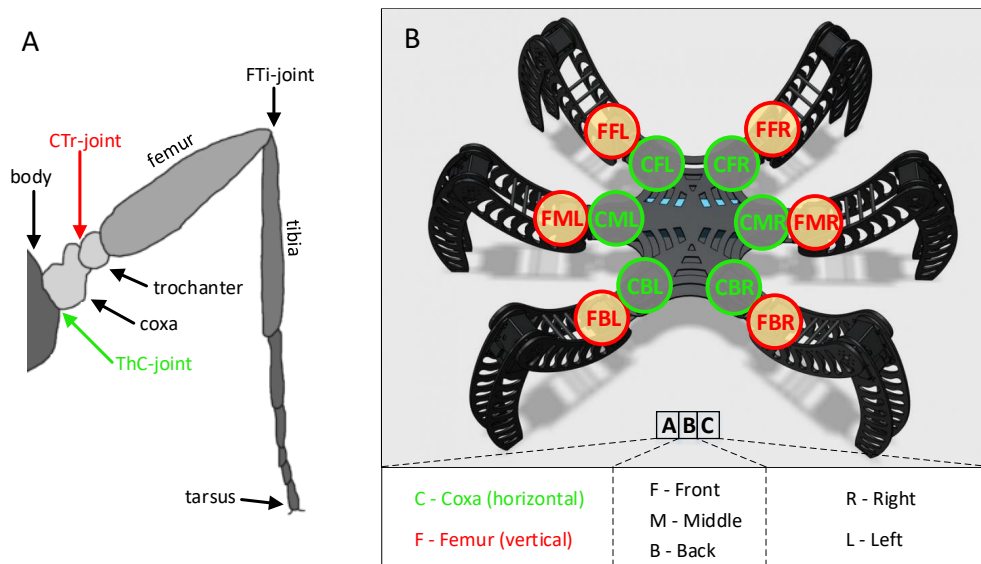 A
FTi-joint
CTr-joint
femur
body
tibia
trochanter
coxa
ThC-joint
tarsus
B
FFL
FFR
CFL
CFR
FML
CML
CMR
FMR
CBL
CBR
FBL
FBR
A B C
C - Coxa (horizontal)
F - Femur (vertical)
F - Front
M - Middle
B - Back
R - Right
L - Left